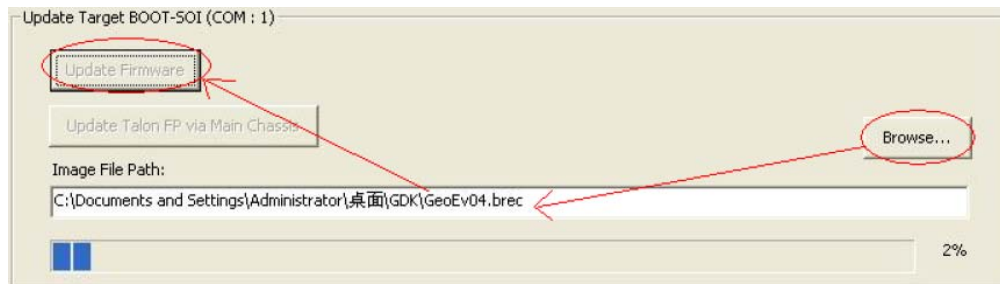 Update Target BOOT-SOI (COM : 1)
Update Firmware
Update Talon FP via Main Chassis
Browse...
Image File Path:
C:\Documents and Settings\Administrator\桌面\GDK\GeoEv04.brec
2%